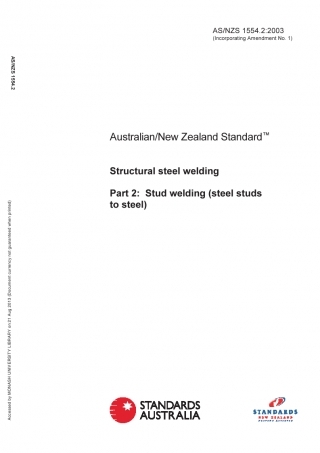 AS/NZS 1554.2:2003
(Incorporating Amendment No. 1)
AS/NZS 1554.2
Australian/New Zealand Standard™
Structural steel welding
Part 2: Stud welding (steel studs
to steel)
Accessed by MONASH UNIVERSITY LIBRARY on 21 Aug 2013 (Document currency not guaranteed when printed)
STANDARDS
AUSTRALIA
STANDARDS
NEW ZEALAND